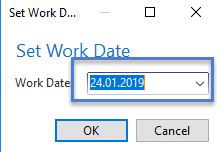 Set Work D...
Set Work Date
Work Date: 24.01.2019
OK Cancel